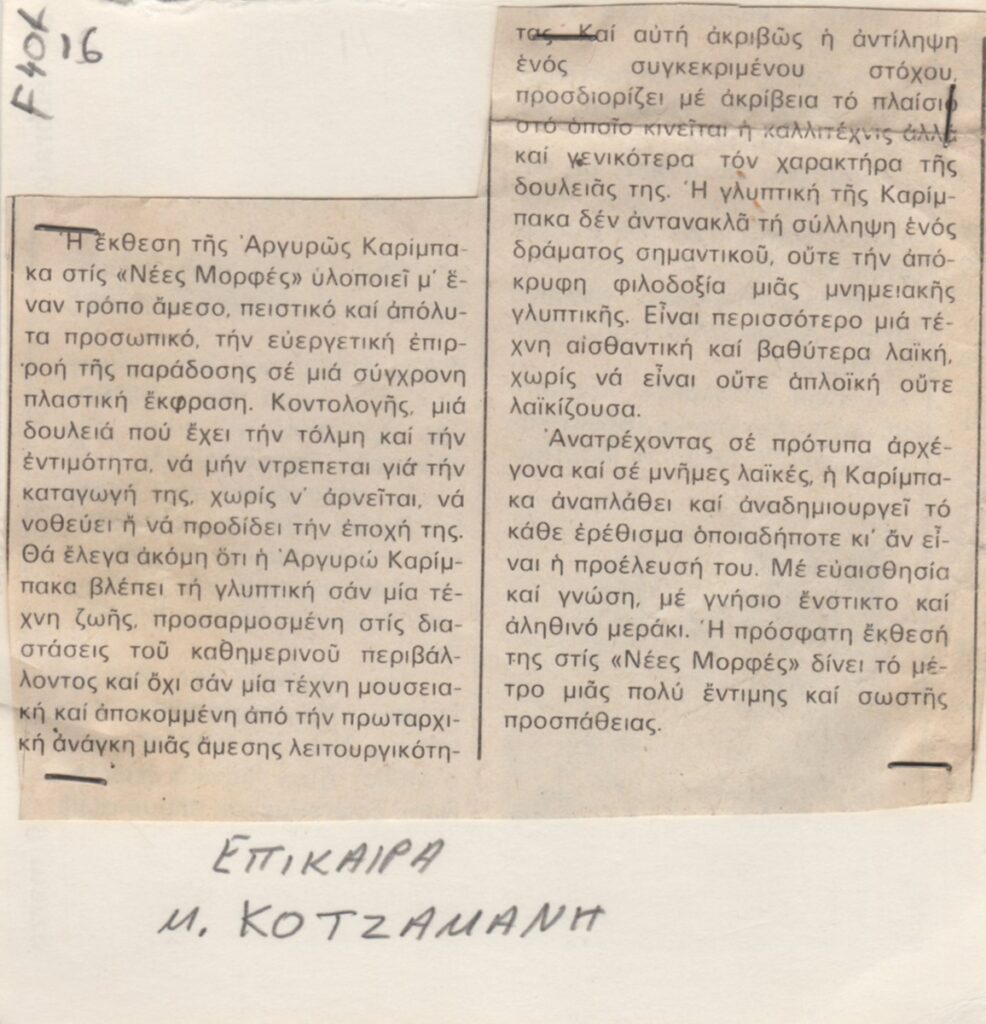 F40x 16
Ἡ ἔκθεση τῆς Ἀργυρῶς Καρίμπα-
κα στίς «Νέες Μορφές» ὑλοποιεῖ μ' ἕ-
ναν τρόπο ἄμεσο, πειστικό καί ἀπόλυ-
τα προσωπικό, τήν εὐεργετική ἐπιρ-
ροή τῆς παράδοσης σέ μιά σύγχρονη
πλαστική ἔκφραση. Κοντολογῆς, μιά
δουλειά πού ἔχει τήν τόλμη καί τήν
ἐντιμότητα, νά μήν ντρεπεται γιά τήν
καταγωγή της, χωρίς ν' ἀρνεῖται, νά
νοθεύει ἤ νά προδίδει τήν ἐποχή της.
Θά ἔλεγα ἀκόμη ὅτι ἡ Ἀργυρώ Καρίμ-
πακα βλέπει τή γλυπτική σάν μία τέ-
χνη ζωῆς, προσαρμοσμένη στίς δια-
στάσεις τοῦ καθημερινοῦ περιβάλ-
λοντος καί ὄχι σάν μία τέχνη μουσεια-
κή καί ἀποκομμένη ἀπό τήν πρωταρχι-
κή ἀνάγκη μιᾶς ἄμεσης λειτουργικότη-
τας. Καί αὐτή ἀκριβῶς ἡ ἀντίληψη
ἑνός συγκεκριμένου στόχου,
προσδιορίζει μέ ἀκρίβεια τό πλαίσιο
στό ὁποῖο κινεῖται ἡ καλλιτέχνις ἀλλά
καί γενικότερα τόν χαρακτήρα τῆς
δουλειᾶς της. Ἡ γλυπτική τῆς Καρίμ-
πακα δέν ἀντανακλᾶ τή σύλληψη ἑνός
δράματος σημαντικοῦ, οὔτε τήν ἀπό-
κρυφη φιλοδοξία μιᾶς μνημειακῆς
γλυπτικῆς. Εἶναι περισσότερο μιά τέ-
χνη αἰσθαντική καί βαθύτερα λαϊκή,
χωρίς νά εἶναι οὔτε ἁπλοϊκή οὔτε
λαϊκίζουσα.
Ἀνατρέχοντας σέ πρότυπα ἀρχέ-
γονα καί σέ μνῆμες λαϊκές, ἡ Καρίμπα-
κα ἀναπλάθει καί ἀναδημιουργεῖ τό
κάθε ἐρέθισμα ὁποιαδήποτε κι' ἄν εἶ-
ναι ἡ προέλευσή του. Μέ εὐαισθησία
καί γνώση, μέ γνήσιο ἔνστικτο καί
ἀληθινό μεράκι. Ἡ πρόσφατη ἔκθεσή
της στίς «Νέες Μορφές» δίνει τό μέ-
τρο μιᾶς πολύ ἔντιμης καί σωστῆς
προσπάθειας.
ΕΠΙΚΑΙΡΑ
Μ. ΚΟΤΖΑΜΑΝΗ